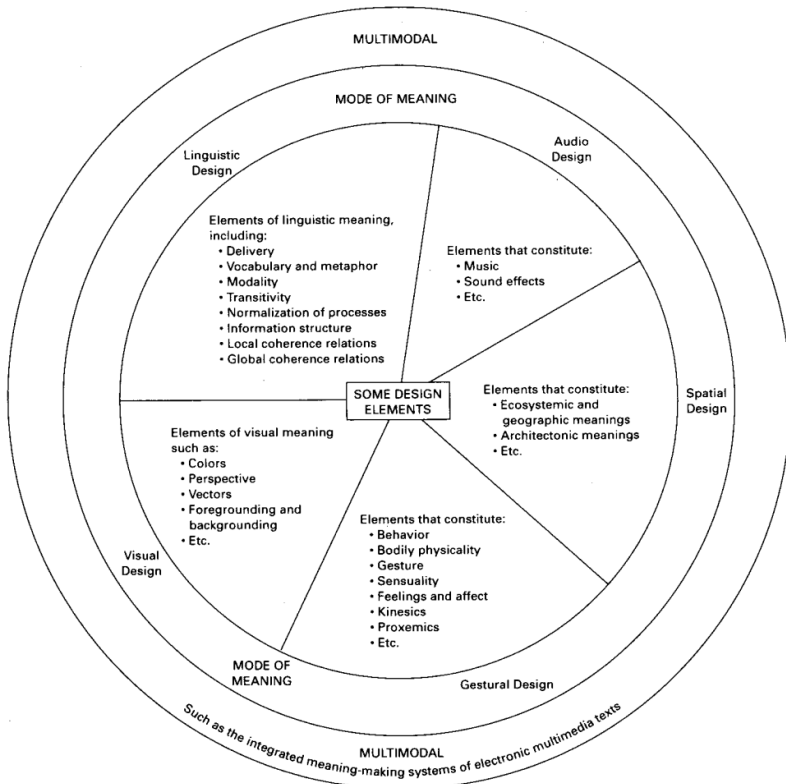 MULTIMODAL
MODE OF MEANING
Linguistic
Design
Audio
Design
Elements of linguistic meaning,
including:
• Delivery
• Vocabulary and metaphor
• Modality
• Transitivity
• Normalization of processes
• Information structure
• Local coherence relations
• Global coherence relations
Elements that constitute:
• Music
• Sound effects
• Etc.
SOME DESIGN
ELEMENTS
Elements that constitute:
• Ecosystemic and
geographic meanings
• Architectonic meanings
• Etc.
Spatial
Design
Elements of visual meaning
such as:
• Colors
• Perspective
• Vectors
• Foregrounding and
backgrounding
• Etc.
Visual
Design
Elements that constitute:
• Behavior
• Bodily physicality
• Gesture
• Sensuality
• Feelings and affect
• Kinesics
• Proxemics
• Etc.
MODE OF
MEANING
Gestural Design
MULTIMODAL
Such as the integrated meaning-making systems of electronic multimedia texts